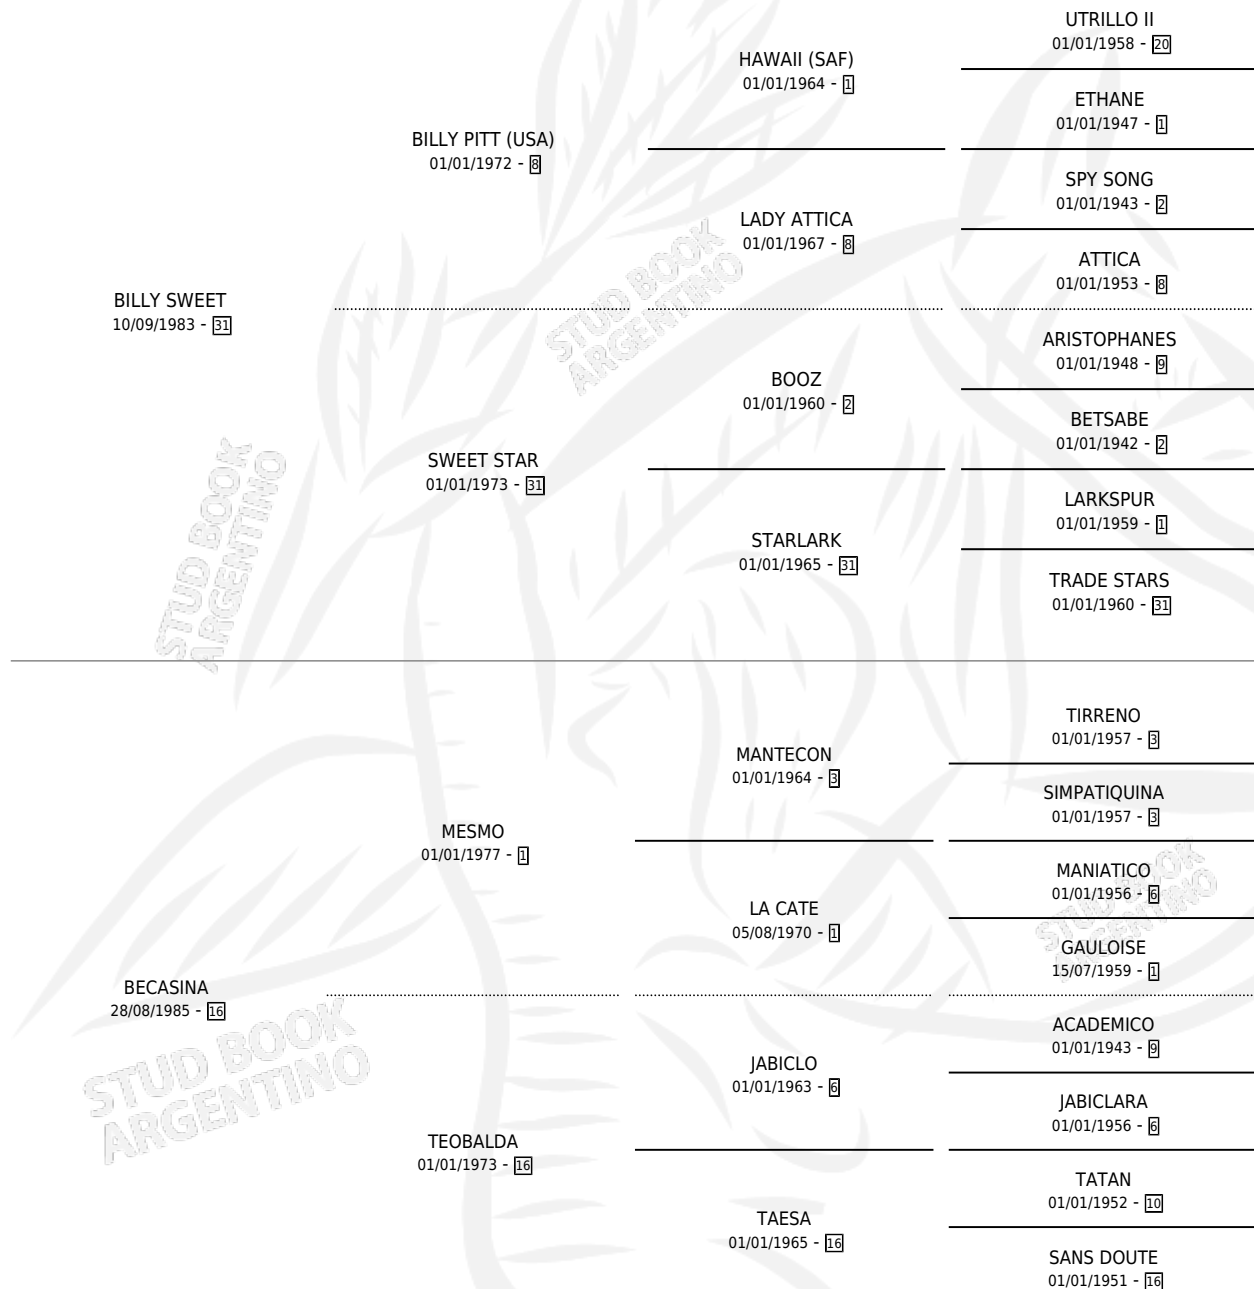 UTRILLO II
01/01/1958 - 20
HAWAII (SAF)
01/01/1964 - 1
ETHANE
01/01/1947 - 1
BILLY PITT (USA)
01/01/1972 - 8
SPY SONG
01/01/1943 - 2
LADY ATTICA
01/01/1967 - 8
ATTICA
01/01/1953 - 8
BILLY SWEET
10/09/1983 - 31
STUD BOOK
ARGENTINO
ARISTOPHANES
01/01/1948 - 9
BOOZ
01/01/1960 - 2
BETSABE
01/01/1942 - 2
SWEET STAR
01/01/1973 - 31
LARKSPUR
01/01/1959 - 1
STARLARK
01/01/1965 - 31
TRADE STARS
01/01/1960 - 31
STUD BOOK
ARGENTINO
TIRRENO
01/01/1957 - 3
MANTECON
01/01/1964 - 3
SIMPATIQUINA
01/01/1957 - 3
MESMO
01/01/1977 - 1
MANIATICO
01/01/1956 - 6
STUD BOOK
ARGENTINO
LA CATE
05/08/1970 - 1
GAULOISE
15/07/1959 - 1
BECASINA
28/08/1985 - 16
STUD BOOK
ARGENTINO
ACADEMICO
01/01/1943 - 9
JABICLO
01/01/1963 - 6
JABICLARA
01/01/1956 - 6
TEOBALDA
01/01/1973 - 16
TATAN
01/01/1952 - 10
TAESA
01/01/1965 - 16
SANS DOUTE
01/01/1951 - 16